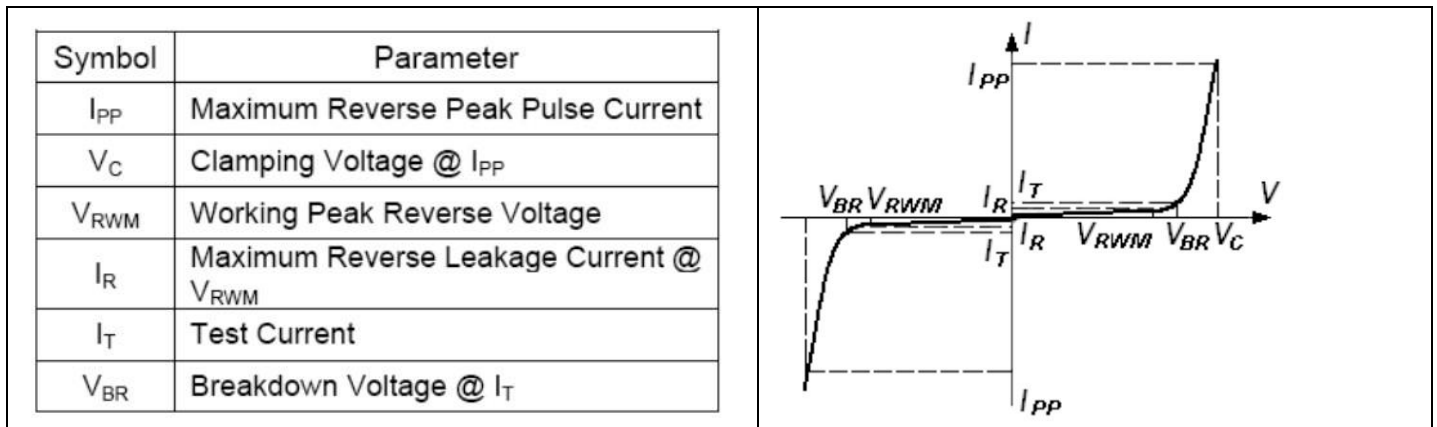 Symbol Parameter
IPP Maximum Reverse Peak Pulse Current
VC Clamping Voltage @ IPP
VRWM Working Peak Reverse Voltage
IR Maximum Reverse Leakage Current @
VRWM
IT Test Current
VBR Breakdown Voltage @ IT
I
IPP
VBR VRWM IR IT V
IT IR VRWM VBR VC
IPP